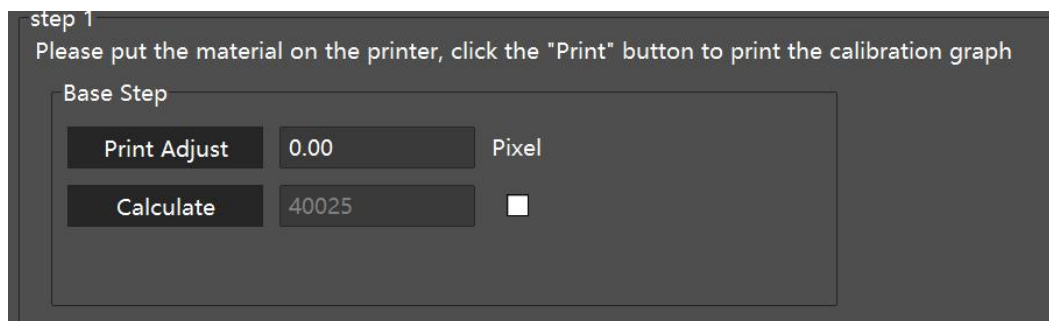 step 1
Please put the material on the printer, click the "Print" button to print the calibration graph
Base Step
Print Adjust 0.00 Pixel
Calculate 40025